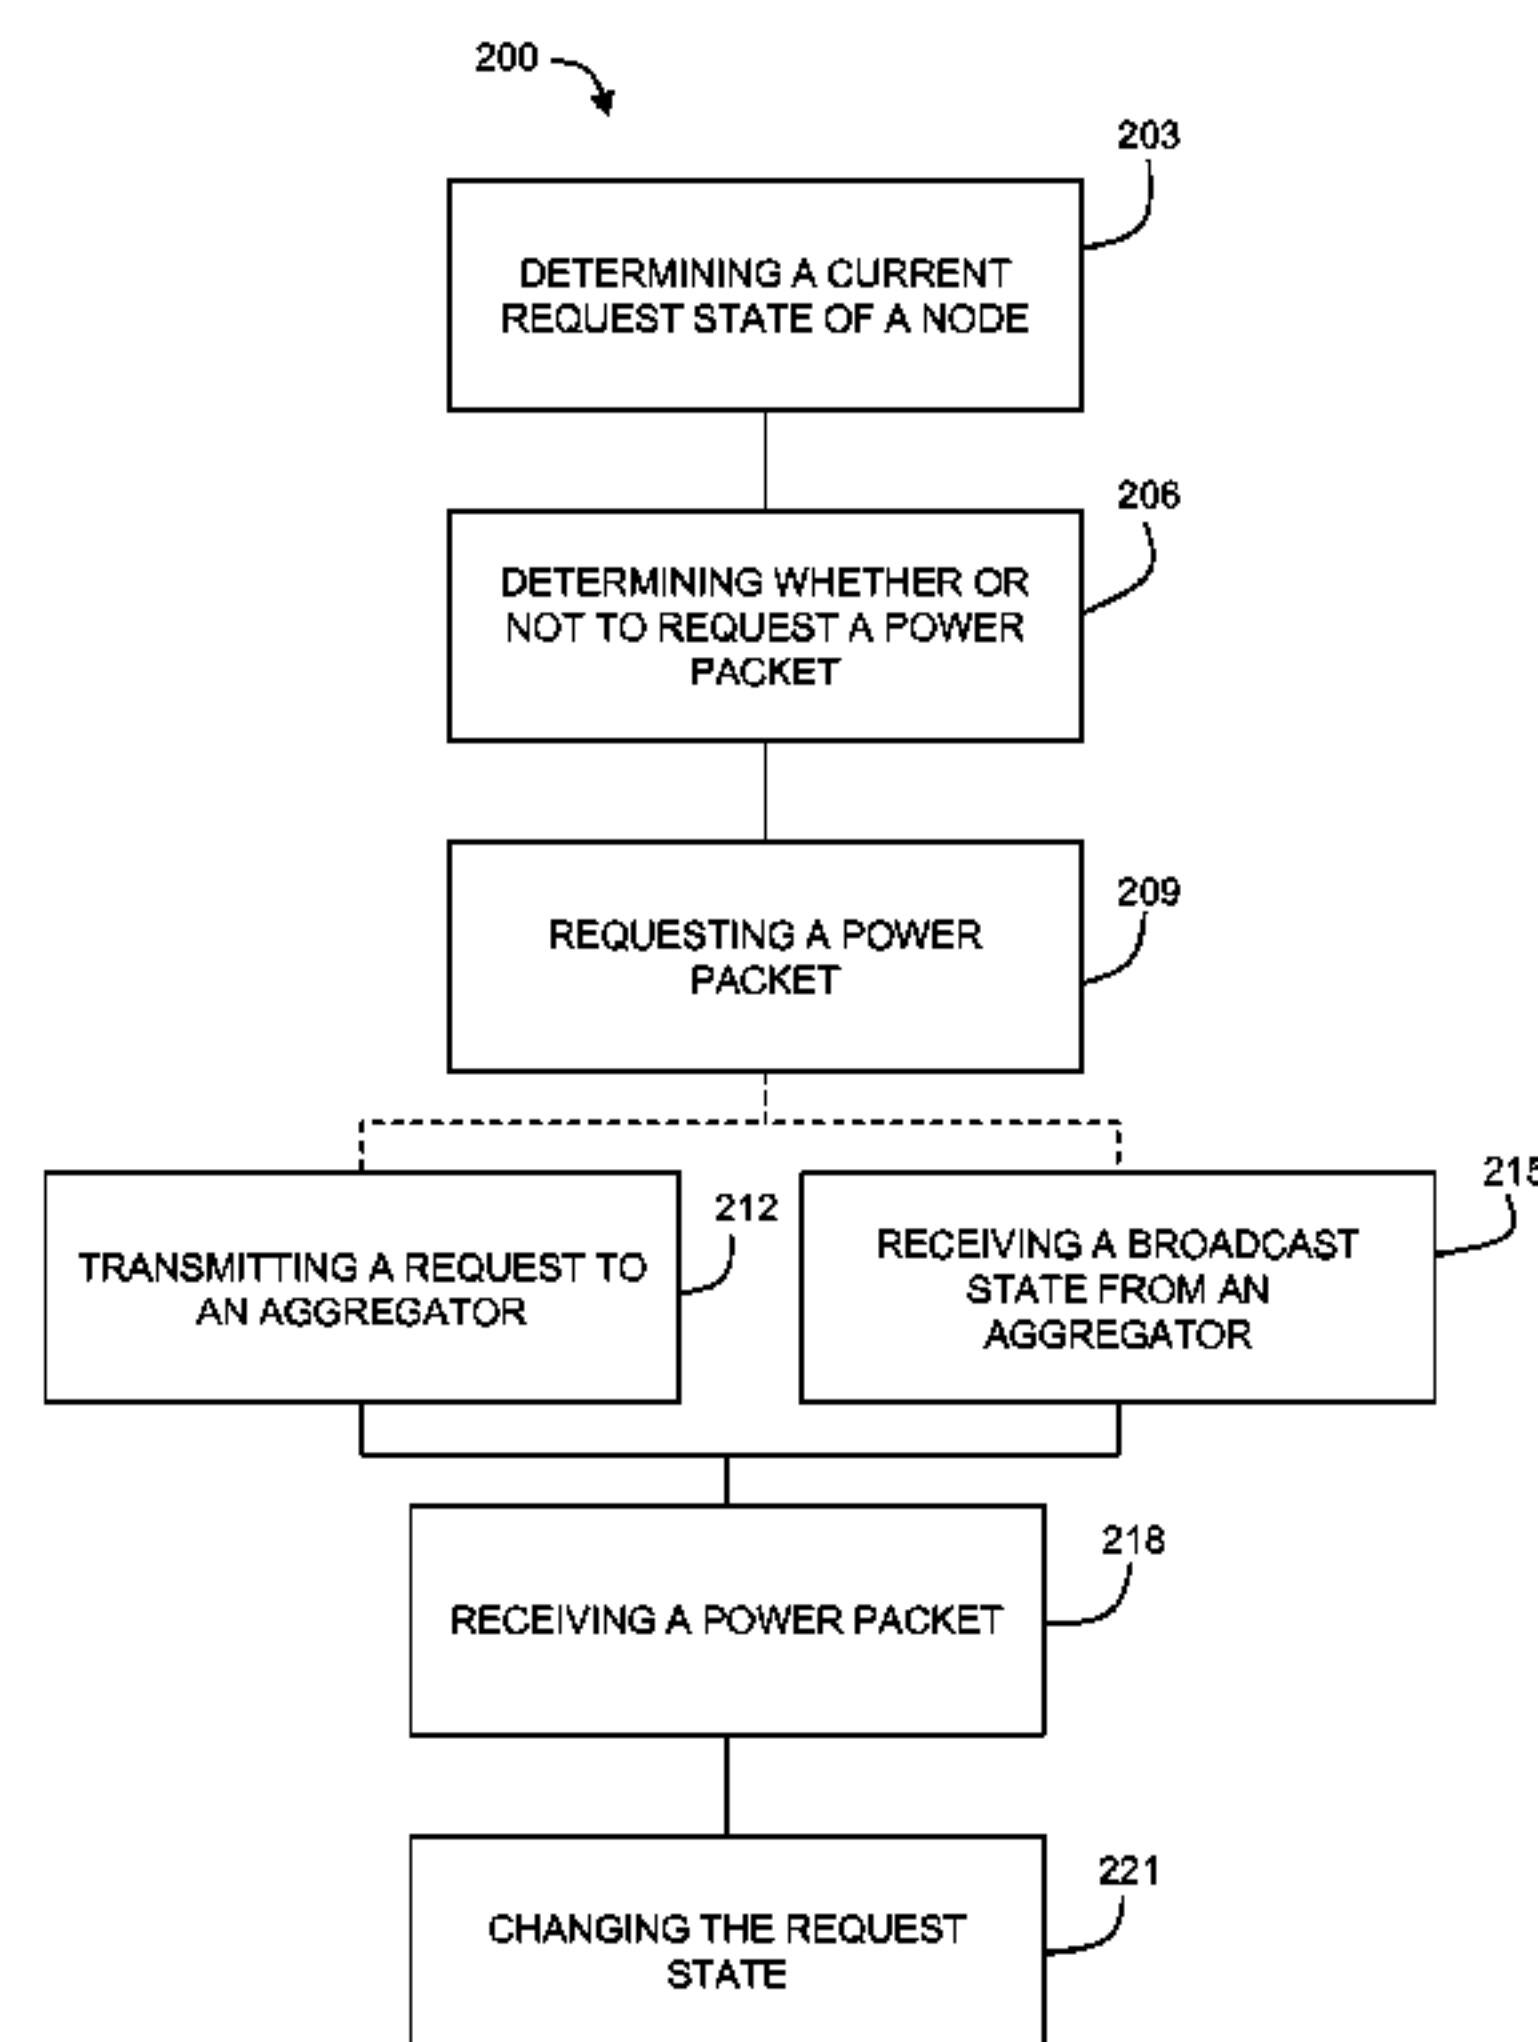 200
203
DETERMINING A CURRENT
REQUEST STATE OF A NODE
206
DETERMINING WHETHER OR
NOT TO REQUEST A POWER
PACKET
209
REQUESTING A POWER
PACKET
212
TRANSMITTING A REQUEST TO
AN AGGREGATOR
215
RECEIVING A BROADCAST
STATE FROM AN
AGGREGATOR
218
RECEIVING A POWER PACKET
221
CHANGING THE REQUEST
STATE